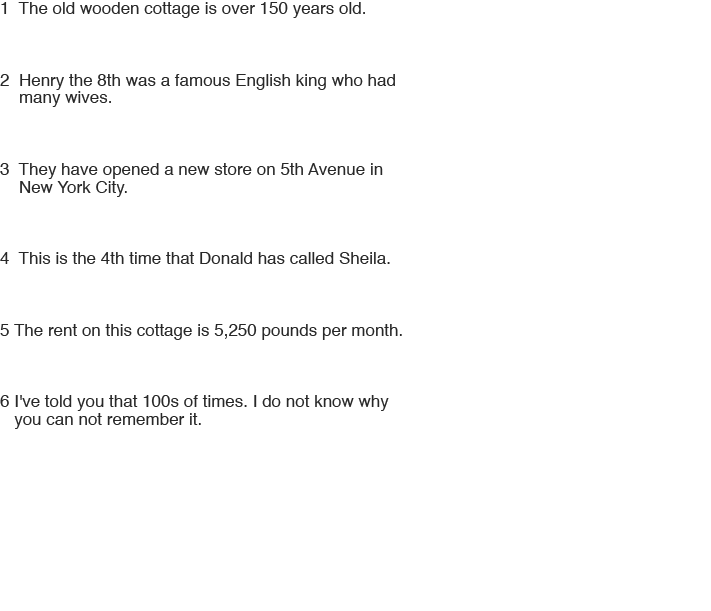 1 The old wooden cottage is over 150 years old.
2 Henry the 8th was a famous English king who had
many wives.
3 They have opened a new store on 5th Avenue in
New York City.
4 This is the 4th time that Donald has called Sheila.
5 The rent on this cottage is 5,250 pounds per month.
6 I've told you that 100s of times. I do not know why
you can not remember it.